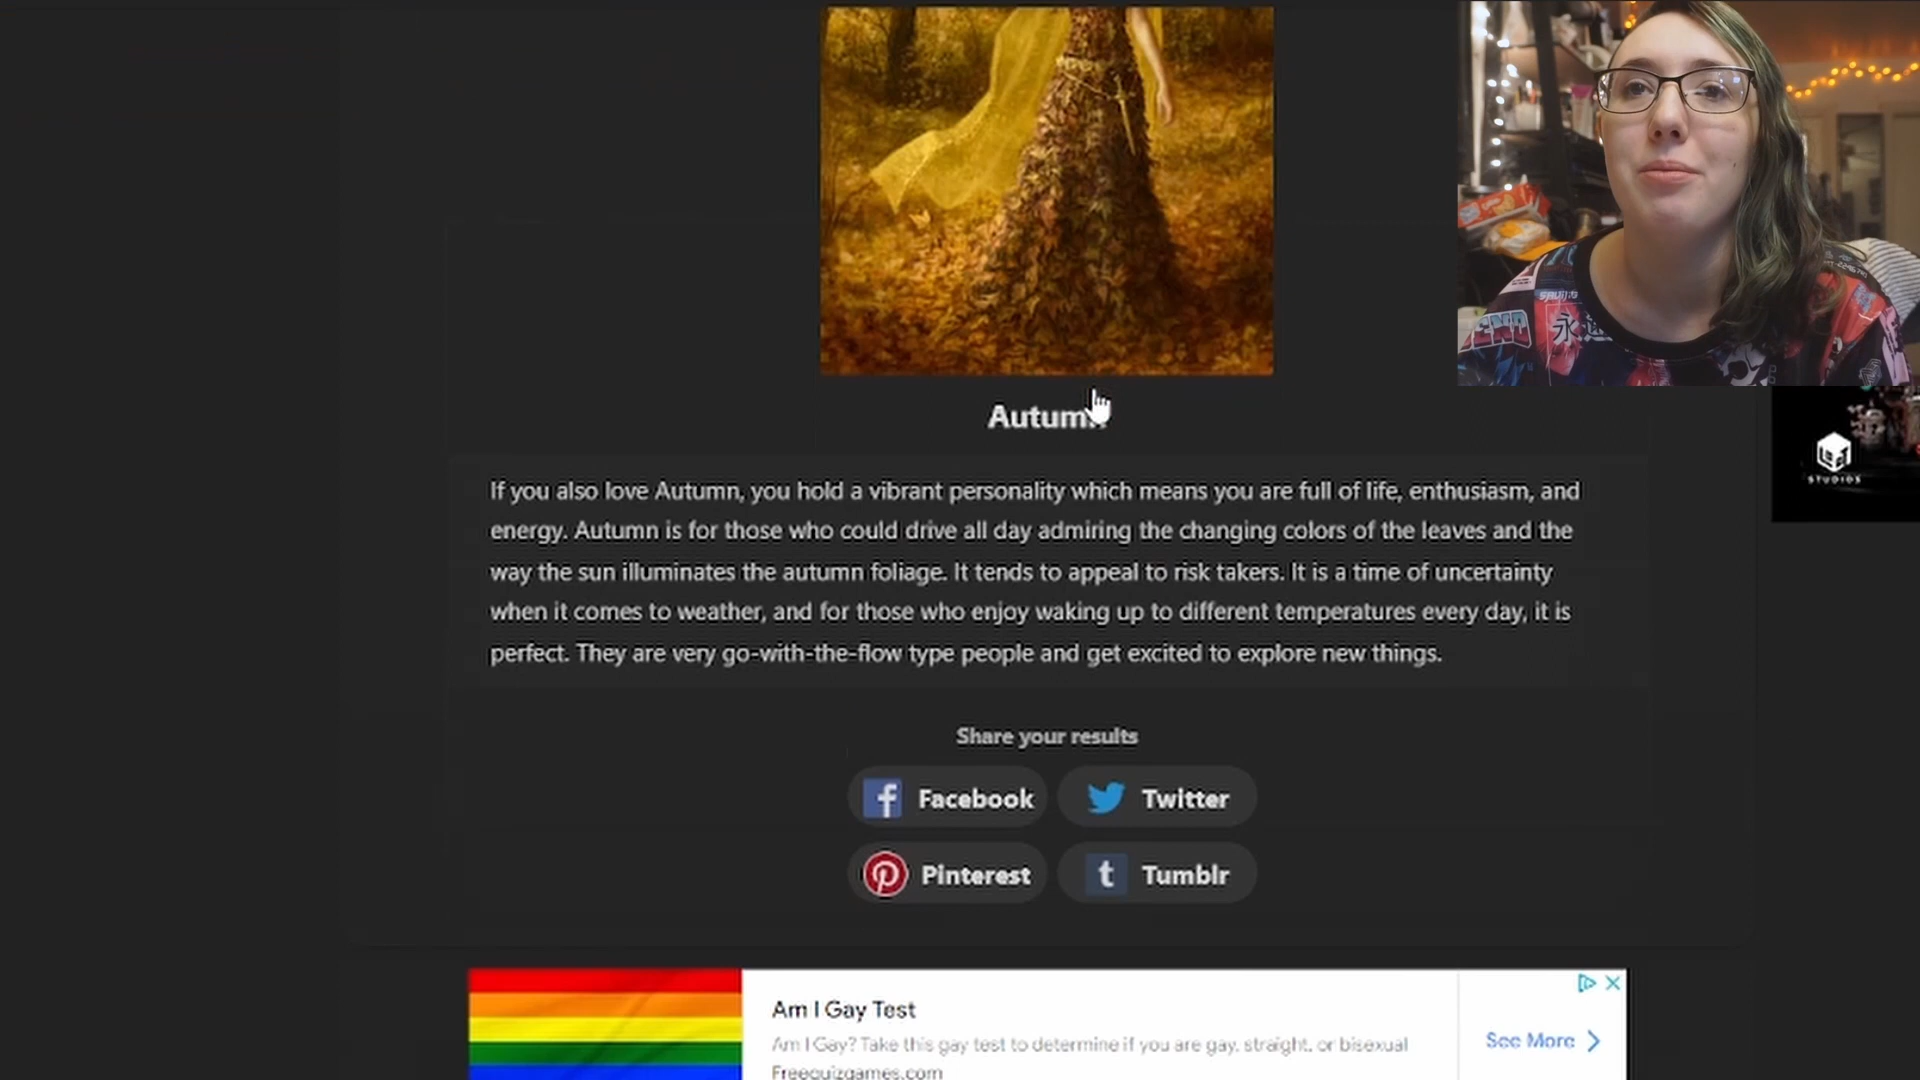 Autumn
If you also love Autumn, you hold a vibrant personality which means you are full of life, enthusiasm, and
energy. Autumn is for those who could drive all day admiring the changing colors of the leaves and the
way the sun illuminates the autumn foliage. It tends to appeal to risk takers. It is a time of uncertainty
when it comes to weather, and for those who enjoy waking up to different temperatures every day, it is
perfect. They are very go-with-the-flow type people and get excited to explore new things.
Share your results
Facebook
Twitter
Pinterest
Tumblr
Am I Gay Test
Am I Gay? Take this gay test to determine if you are gay, straight, or bisexual
Freequizgames.com
See More
STUDIOS
永